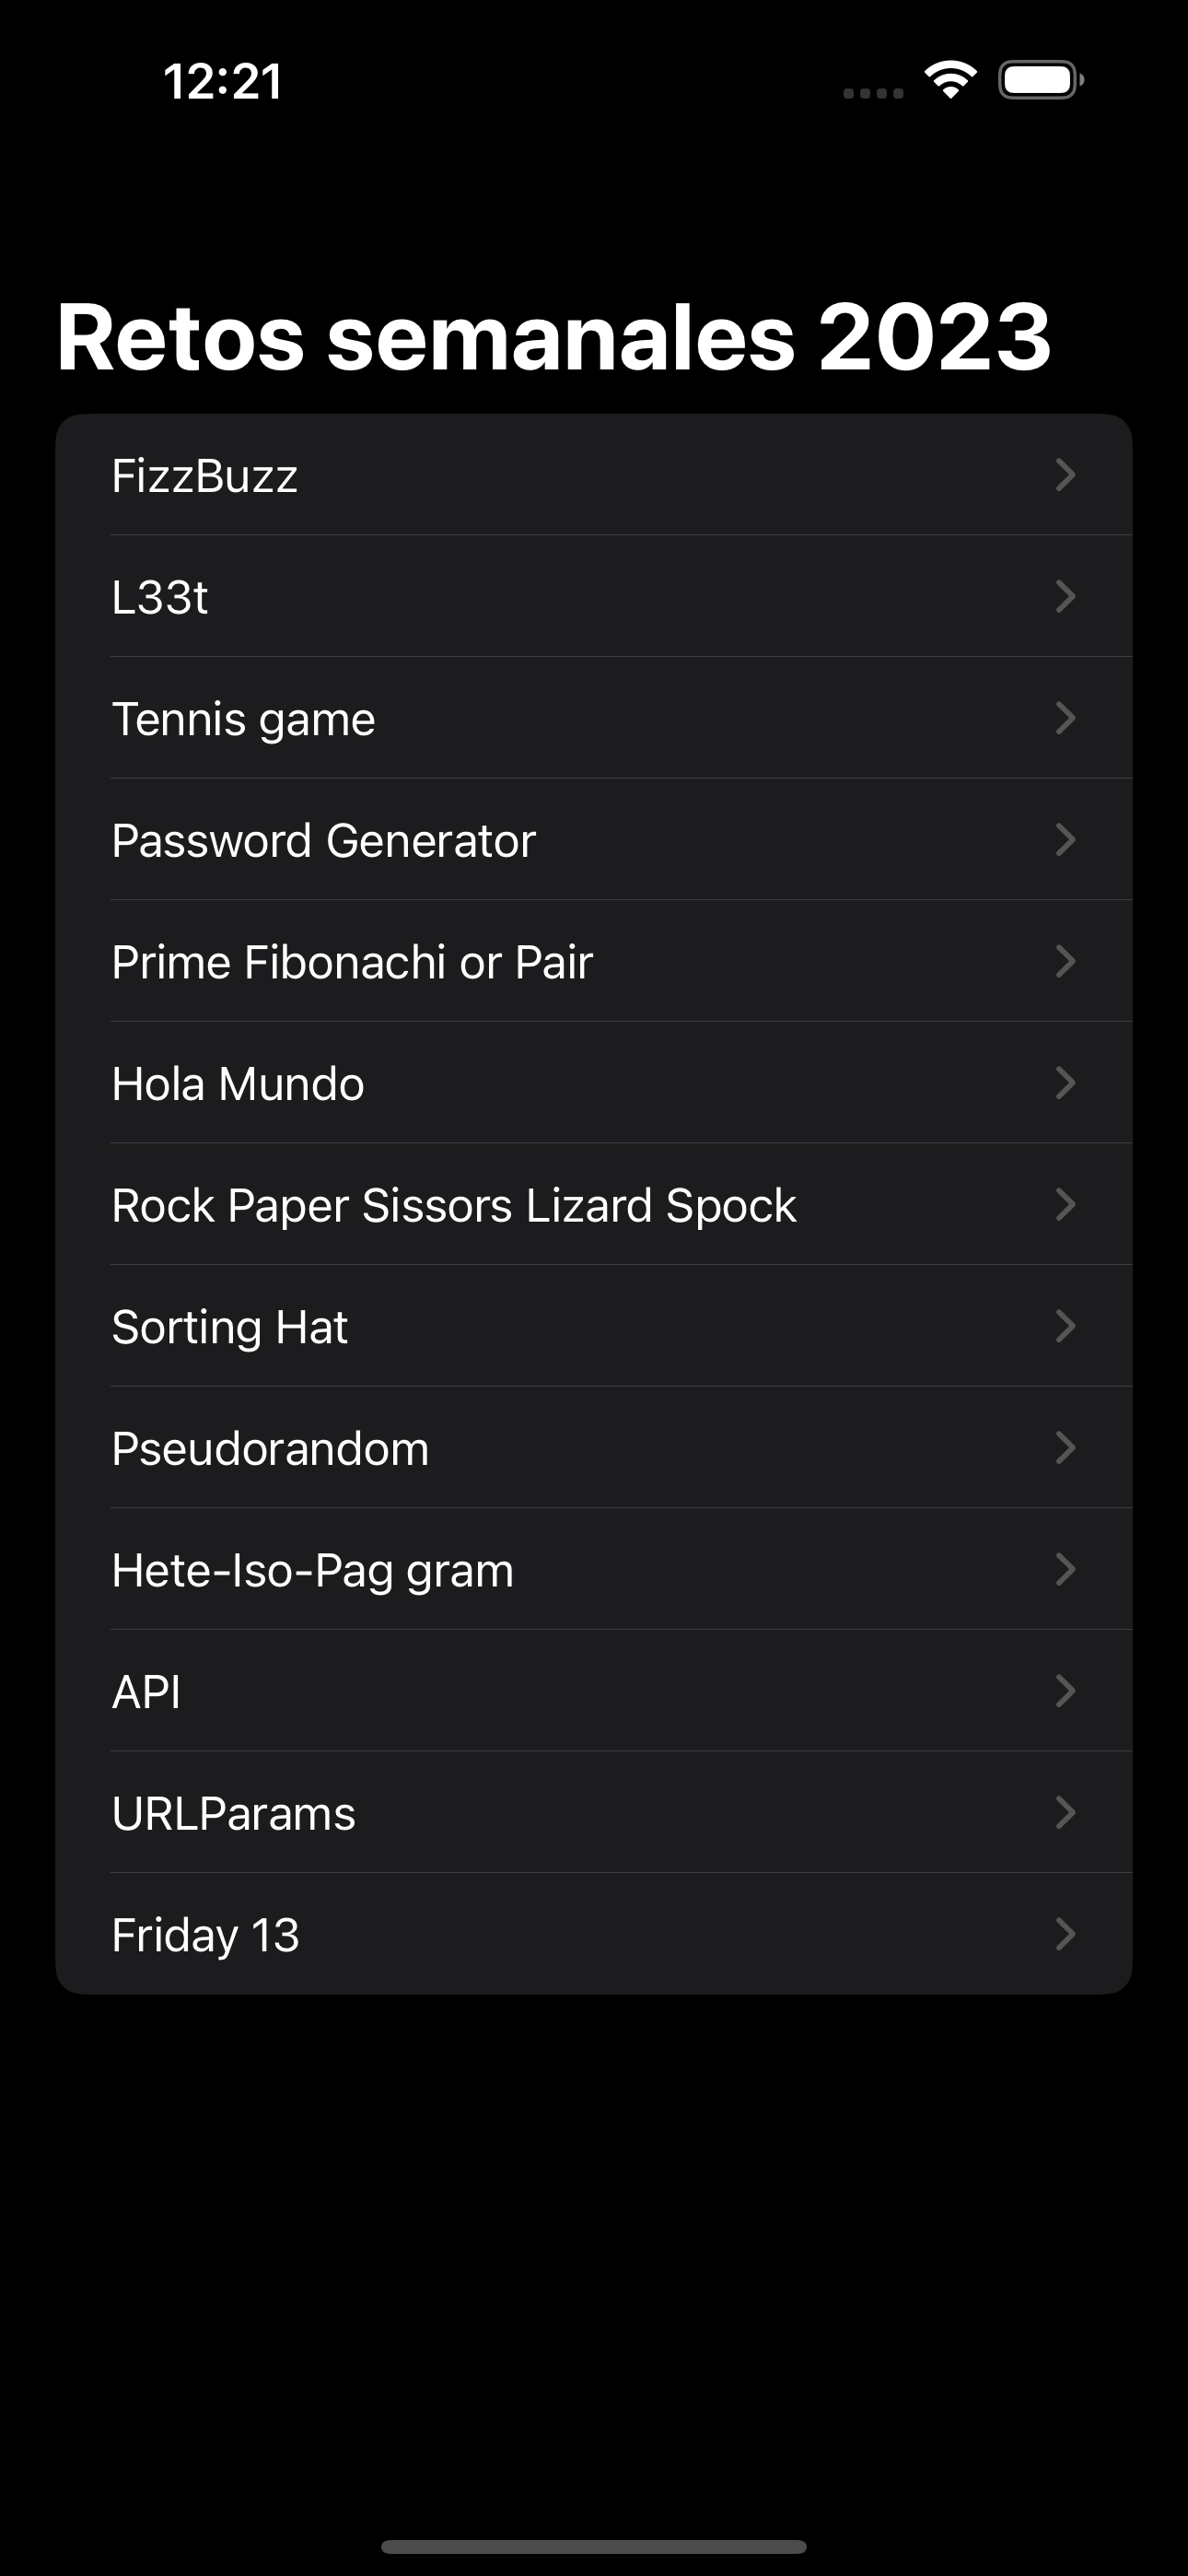 12:21
Retos semanales 2023
FizzBuzz
L33t
Tennis game
Password Generator
Prime Fibonachi or Pair
Hola Mundo
Rock Paper Sissors Lizard Spock
Sorting Hat
Pseudorandom
Hete-Iso-Pag gram
API
URLParams
Friday 13